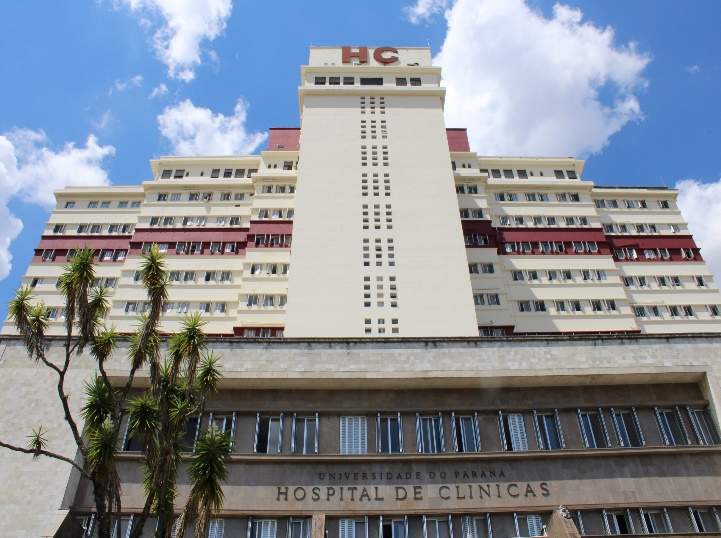 HC
UNIVERSIDADE DO PARANÁ
HOSPITAL DE CLINICAS